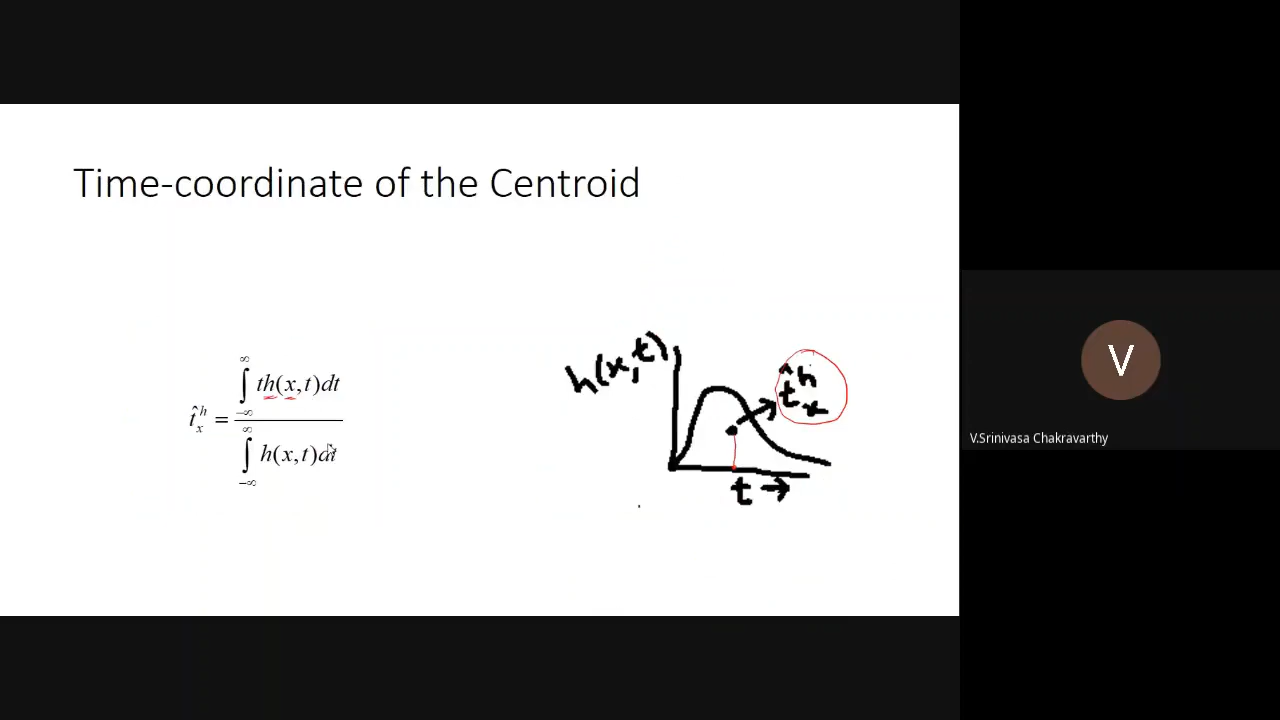 Time-coordinate of the Centroid
∞
∫ th(x,t)dt
-∞
t̂ₓʰ =
∞
∫ h(x,t)dt
-∞
h(x,t)
t̂ₓʰ
t →
V
V.Srinivasa Chakravarthy